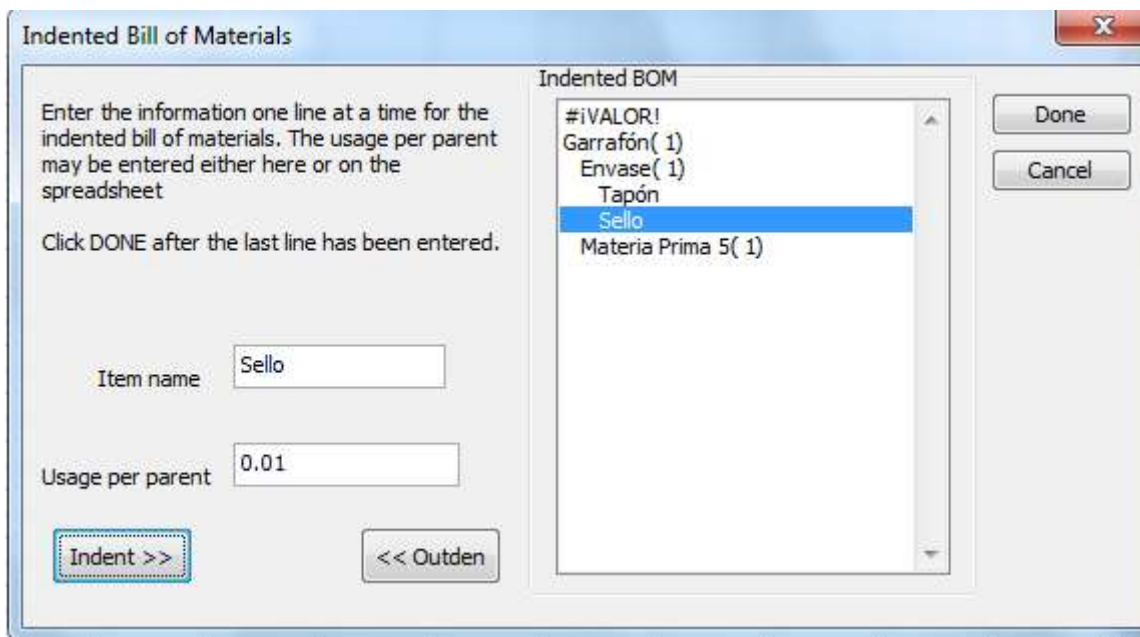 Indented Bill of Materials
Enter the information one line at a time for the
indented bill of materials. The usage per parent
may be entered either here or on the
spreadsheet
Click DONE after the last line has been entered.
Item name
Sello
Usage per parent
0.01
Indent >>
<< Outden
Indented BOM
#¡VALOR!
Garrafón( 1)
Envase( 1)
Tapón
Sello
Materia Prima 5( 1)
Done
Cancel